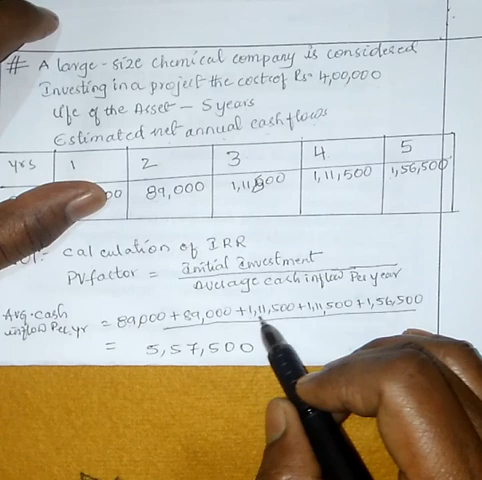 # A large-size chemical company is considered
Investing in a project the cost of Rs. 4,00,000
Life of the Asset - 5 years
Estimated net annual cash flows
yrs 1 2 3 4 5
00 89,000 1,11,500 1,11,500 1,56,500
calculation of IRR
PV factor = initial investment / Average cash inflow Per year
Avg. cash inflow Per. yr = 89,000 + 89,000 + 1,11,500 + 1,11,500 + 1,56,500
= 5,57,500